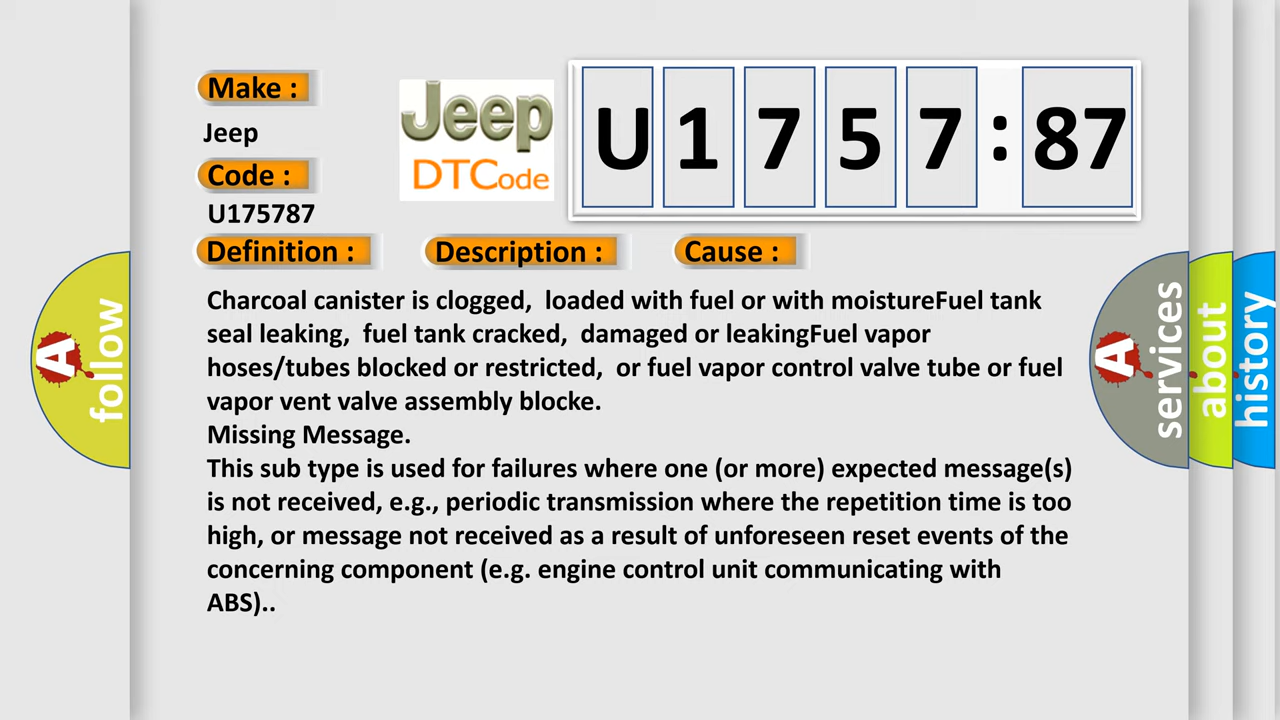 Make :
Jeep
Code :
U175787
Jeep
DTCode
U1757:87
Definition :
Description :
Cause :
Charcoal canister is clogged,  loaded with fuel or with moistureFuel tank
seal leaking,  fuel tank cracked,  damaged or leakingFuel vapor
hoses/tubes blocked or restricted,  or fuel vapor control valve tube or fuel
vapor vent valve assembly blocke.
Missing Message.
This sub type is used for failures where one (or more) expected message(s)
is not received, e.g., periodic transmission where the repetition time is too
high, or message not received as a result of unforeseen reset events of the
concerning component (e.g. engine control unit communicating with
ABS)..
A
follow
A
services
about
history